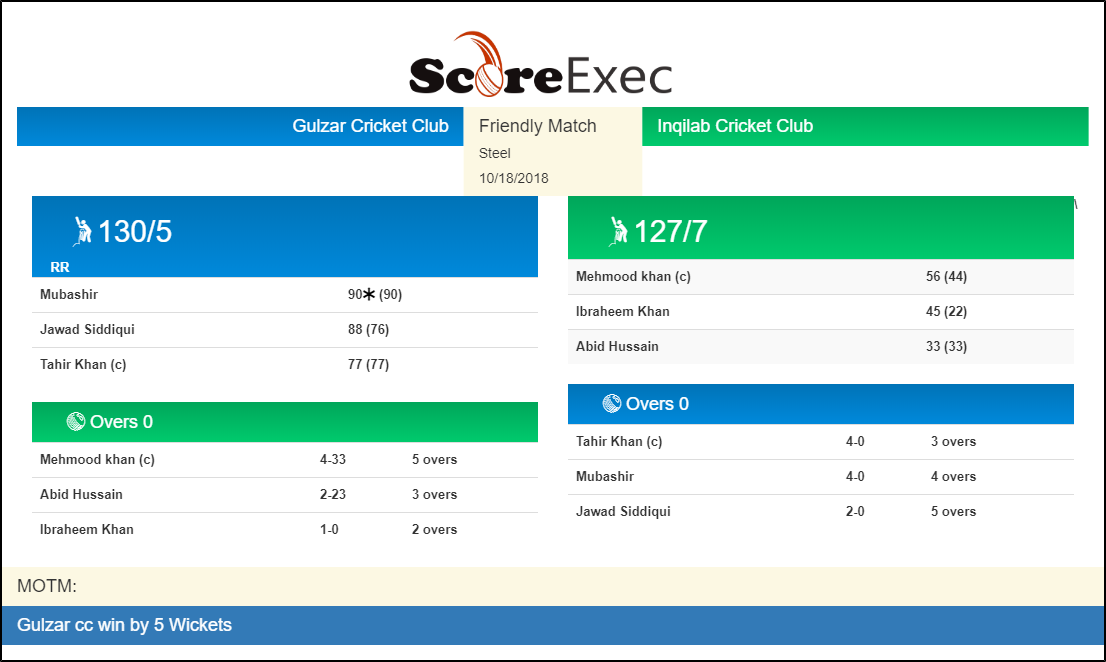 ScoreExec
Gulzar Cricket Club
Friendly Match
Steel
10/18/2018
Inqilab Cricket Club
\
130/5
RR
Mubashir 90* (90)
Jawad Siddiqui 88 (76)
Tahir Khan (c) 77 (77)
Overs 0
Mehmood khan (c) 4-33 5 overs
Abid Hussain 2-23 3 overs
Ibraheem Khan 1-0 2 overs
127/7
Mehmood khan (c) 56 (44)
Ibraheem Khan 45 (22)
Abid Hussain 33 (33)
Overs 0
Tahir Khan (c) 4-0 3 overs
Mubashir 4-0 4 overs
Jawad Siddiqui 2-0 5 overs
MOTM:
Gulzar cc win by 5 Wickets